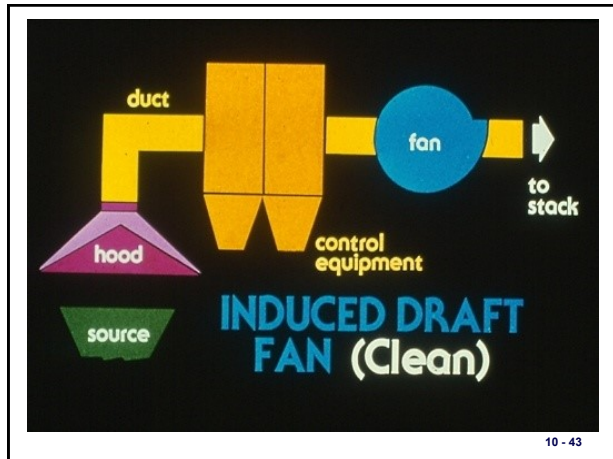 duct
fan
to
stack
hood
control
equipment
source
INDUCED DRAFT
FAN (Clean)
10 - 43